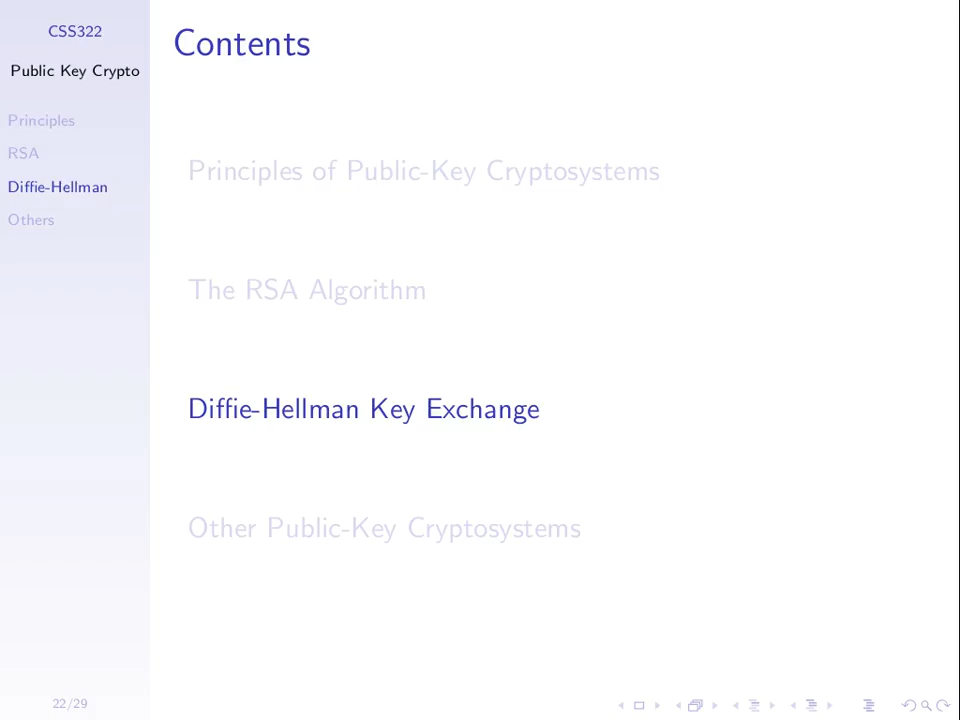 CSS322
Public Key Crypto
Principles
RSA
Diffie-Hellman
Others
22/29
Contents
Principles of Public-Key Cryptosystems
The RSA Algorithm
Diffie-Hellman Key Exchange
Other Public-Key Cryptosystems